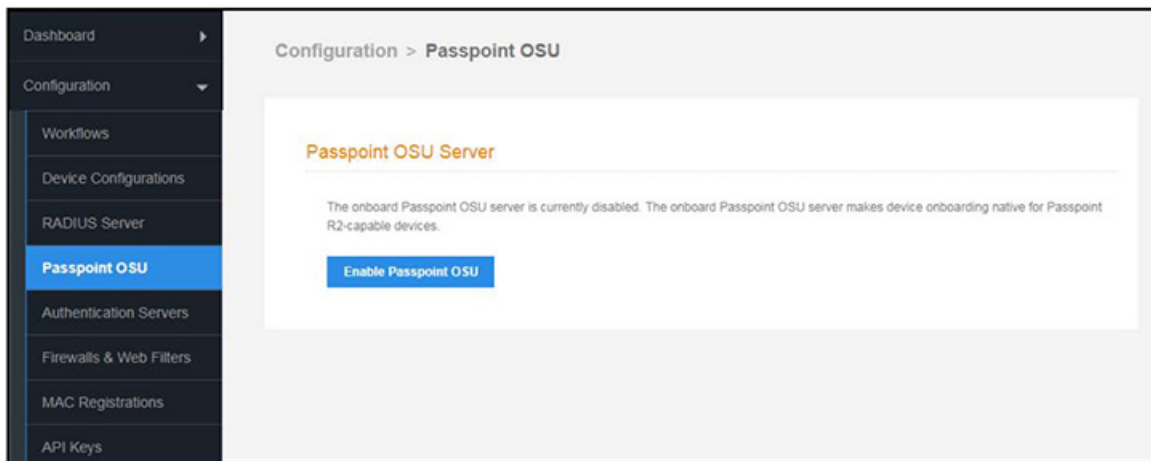 Dashboard
Configuration
Workflows
Device Configurations
RADIUS Server
Passpoint OSU
Authentication Servers
Firewalls & Web Filters
MAC Registrations
API Keys
Configuration > Passpoint OSU
Passpoint OSU Server
The onboard Passpoint OSU server is currently disabled. The onboard Passpoint OSU server makes device onboarding native for Passpoint
R2-capable devices.
Enable Passpoint OSU